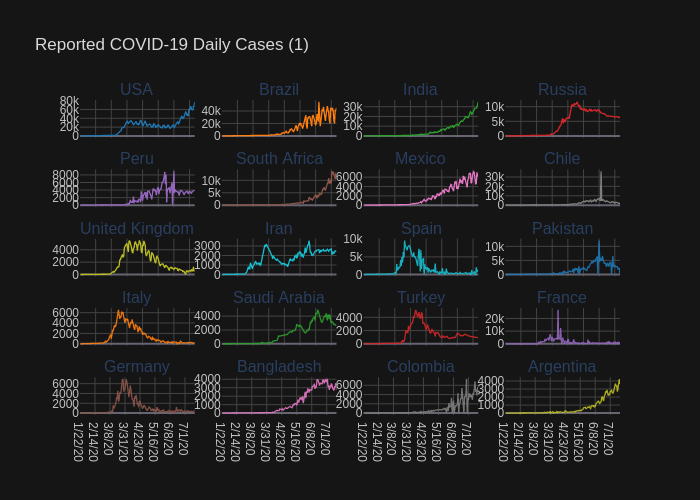 Reported COVID-19 Daily Cases (1)
USA Brazil India Russia
80k 60k 40k 20k 0
40k 20k 0
30k 20k 10k 0
10k 5k 0
Peru South Africa Mexico Chile
8000 6000 4000 2000 0
10k 5k 0
6000 4000 2000 0
30k 20k 10k 0
United Kingdom Iran Spain Pakistan
4000 2000 0
3000 2000 1000 0
10k 5k 0
10k 5k 0
Italy Saudi Arabia Turkey France
6000 4000 2000 0
4000 2000 0
4000 2000 0
20k 10k 0
Germany Bangladesh Colombia Argentina
6000 4000 2000 0
4000 3000 2000 1000 0
6000 4000 2000 0
4000 3000 2000 1000 0
1/22/20 2/14/20 3/8/20 3/31/20 4/23/20 5/16/20 6/8/20 7/1/20
1/22/20 2/14/20 3/8/20 3/31/20 4/23/20 5/16/20 6/8/20 7/1/20
1/22/20 2/14/20 3/8/20 3/31/20 4/23/20 5/16/20 6/8/20 7/1/20
1/22/20 2/14/20 3/8/20 3/31/20 4/23/20 5/16/20 6/8/20 7/1/20